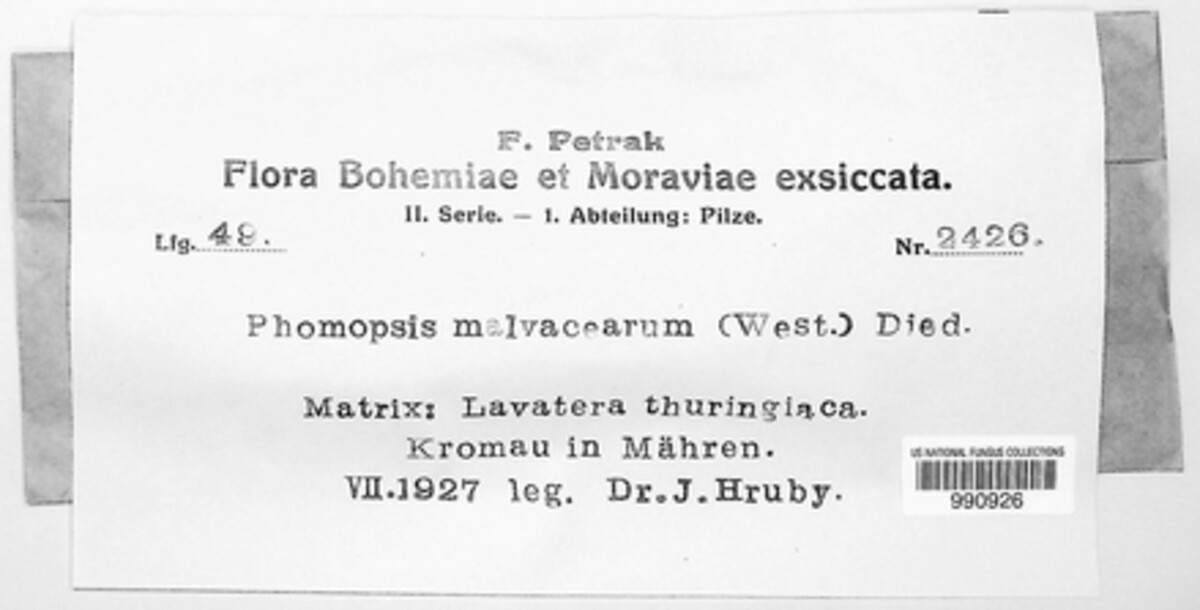 F. Petrak
Flora Bohemiae et Moraviae exsiccata.
II. Serie. — 1. Abteilung: Pilze.
Lfg. 49. Nr. 2426.
Phomopsis malvacearum (West.) Died.
Matrix: Lavatera thuringiaca.
Kromau in Mähren.
VII.1927 leg. Dr.J.Hruby.
US NATIONAL FUNGUS COLLECTIONS
990926